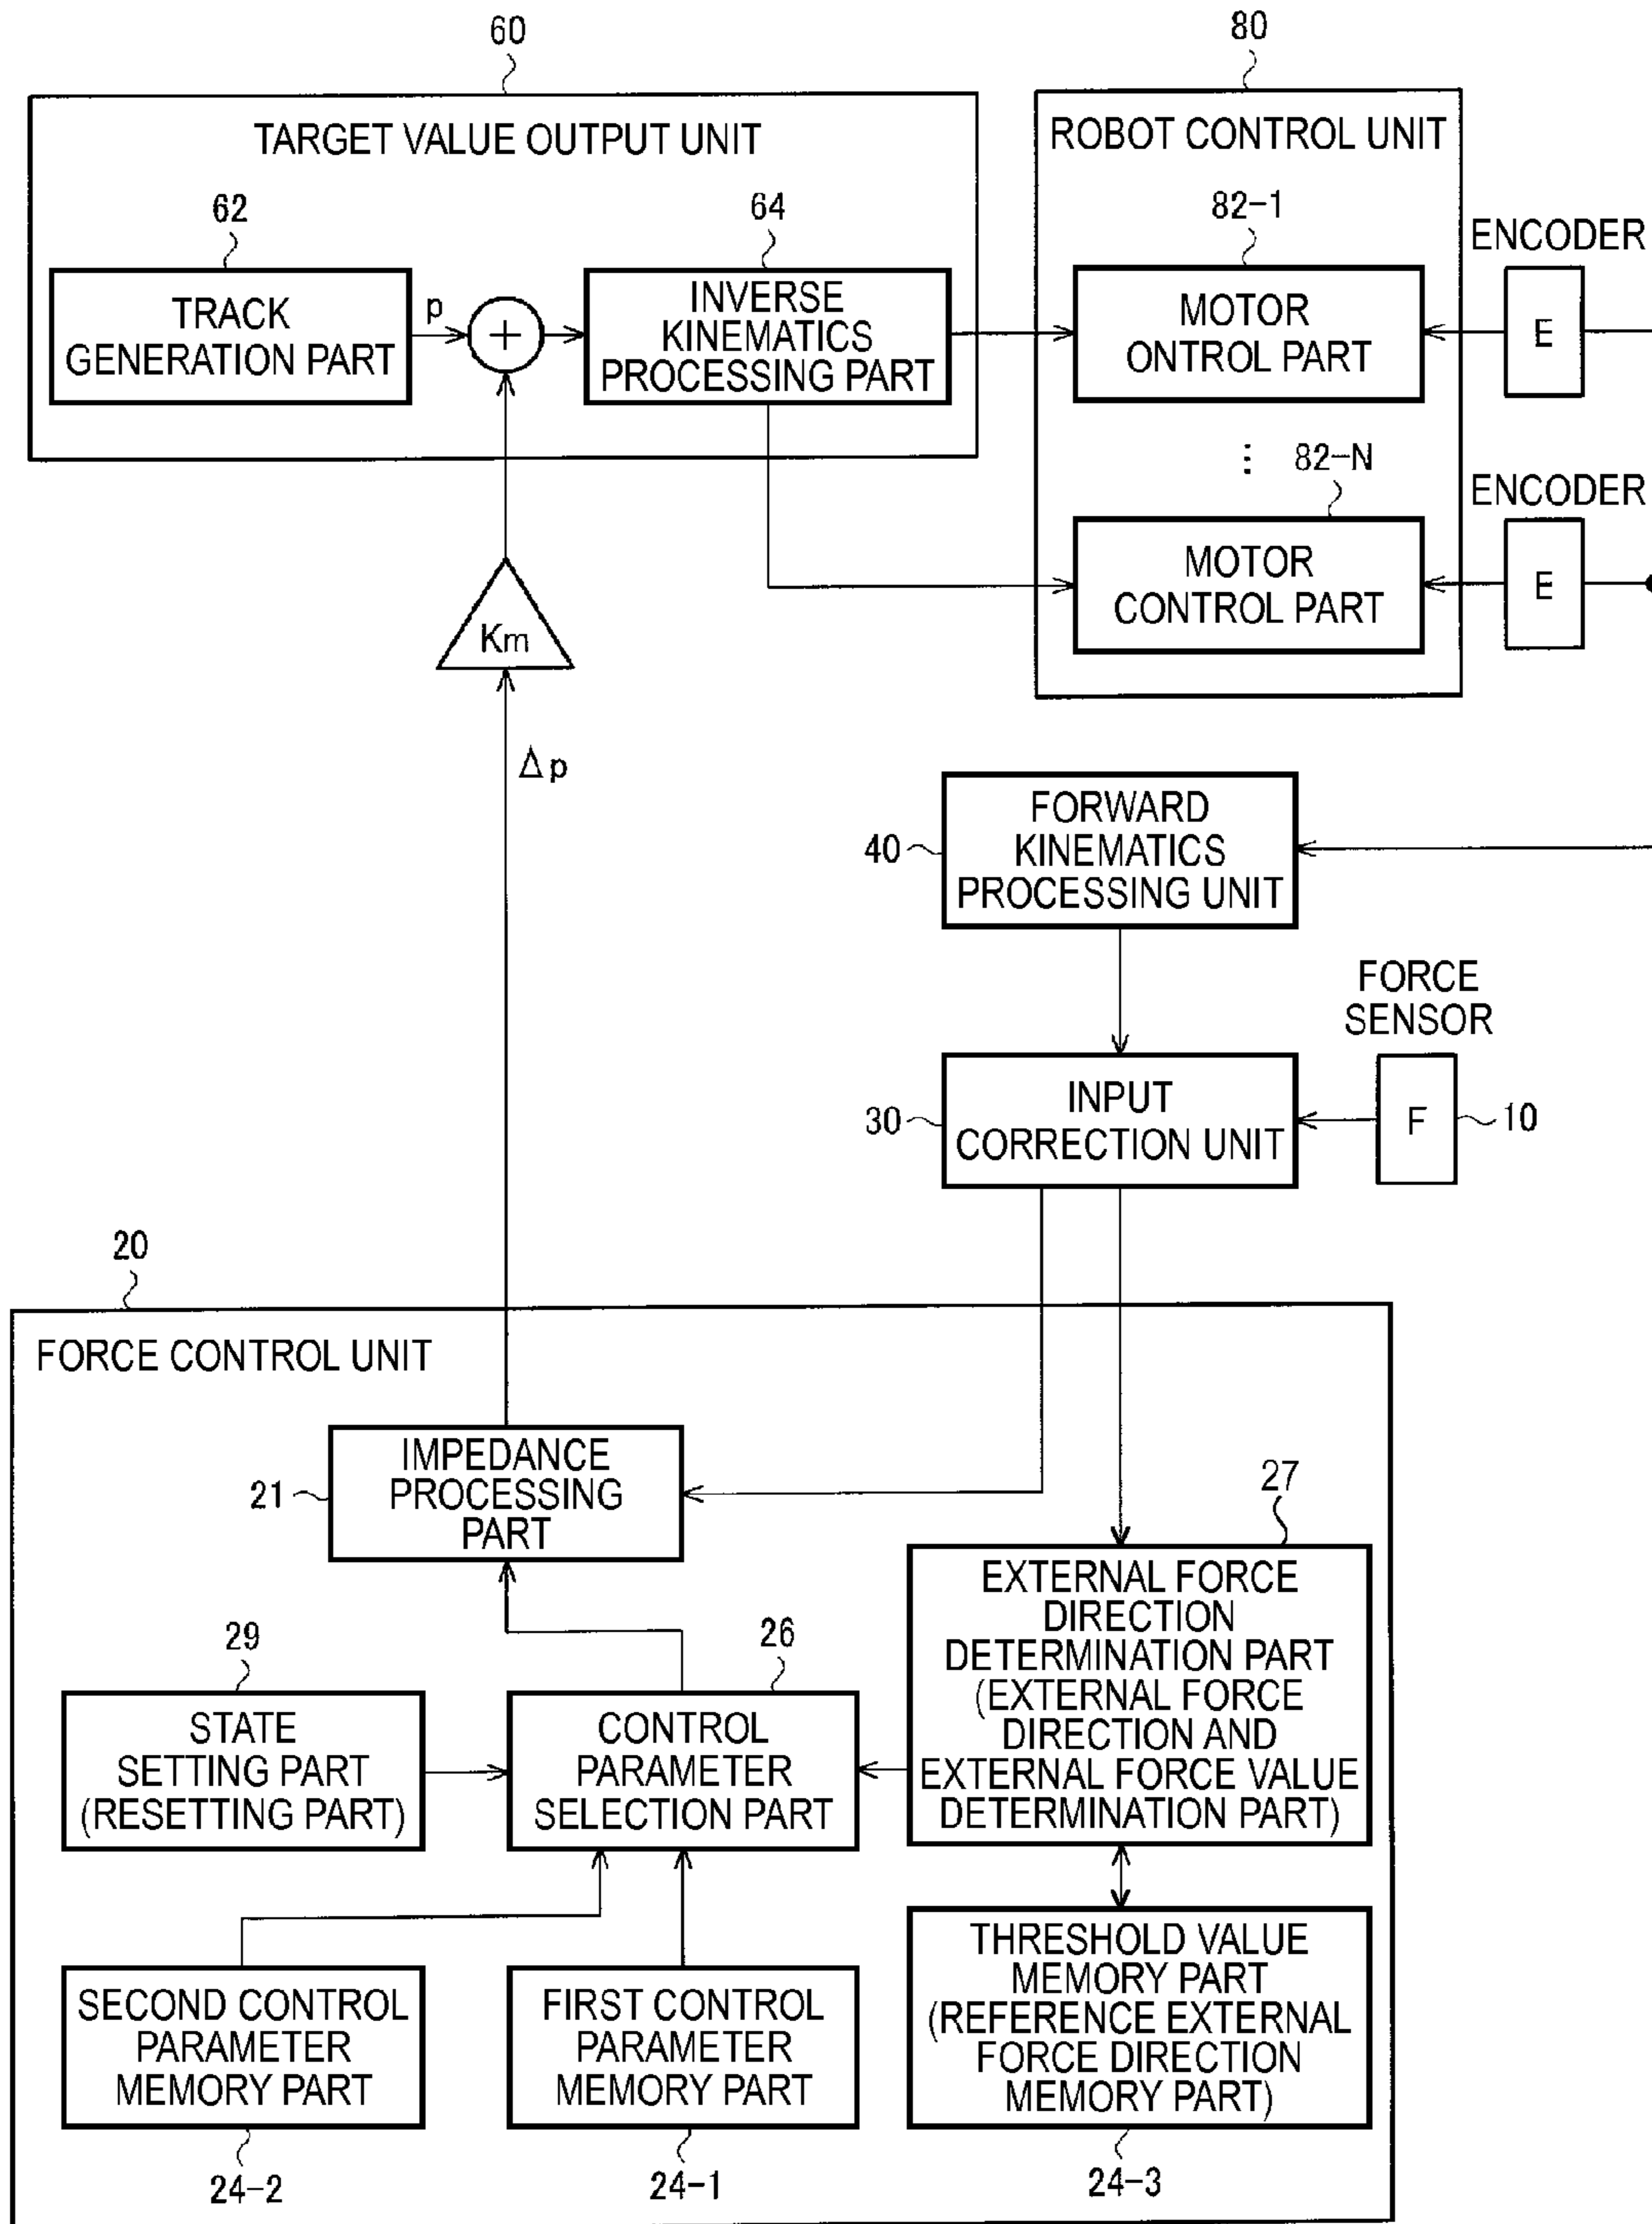 60
80
TARGET VALUE OUTPUT UNIT
ROBOT CONTROL UNIT
62
64
82-1
ENCODER
TRACK
GENERATION PART
p
+
INVERSE
KINEMATICS
PROCESSING PART
MOTOR
ONTROL PART
E
82-N
ENCODER
MOTOR
CONTROL PART
E
Km
Δp
40
FORWARD
KINEMATICS
PROCESSING UNIT
FORCE
SENSOR
30
INPUT
CORRECTION UNIT
F
10
20
FORCE CONTROL UNIT
21
IMPEDANCE
PROCESSING
PART
27
EXTERNAL FORCE
DIRECTION
DETERMINATION PART
(EXTERNAL FORCE
DIRECTION AND
EXTERNAL FORCE VALUE
DETERMINATION PART)
29
26
STATE
SETTING PART
(RESETTING PART)
CONTROL
PARAMETER
SELECTION PART
SECOND CONTROL
PARAMETER
MEMORY PART
FIRST CONTROL
PARAMETER
MEMORY PART
THRESHOLD VALUE
MEMORY PART
(REFERENCE EXTERNAL
FORCE DIRECTION
MEMORY PART)
24-2
24-1
24-3